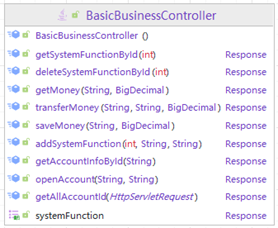 BasicBusinessController
BasicBusinessController ()
getSystemFunctionById(int) Response
deleteSystemFunctionById (int) Response
getMoney(String, BigDecimal) Response
transferMoney(String, String, BigDecimal) Response
saveMoney(String, BigDecimal) Response
addSystemFunction(int, String, String) Response
getAccountInfoById(String) Response
openAccount(String, String) Response
getAllAccountId(HttpServletRequest) Response
systemFunction Response